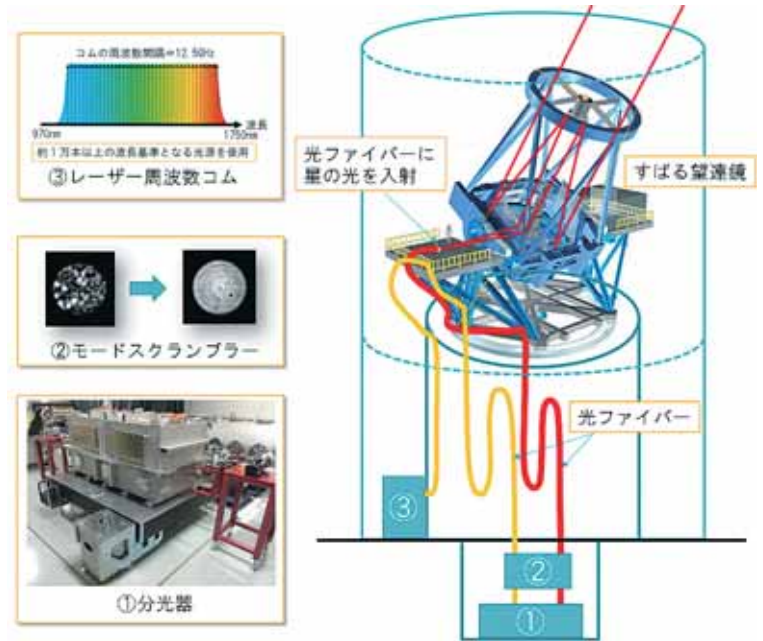 コムの周波数間隔=12.5GHz
970nm
1750nm
波長
約1万本以上の波長基準となる光源を使用
③レーザー周波数コム
②モードスクランブラー
①分光器
光ファイバーに
星の光を入射
すばる望遠鏡
光ファイバー
③
②
①